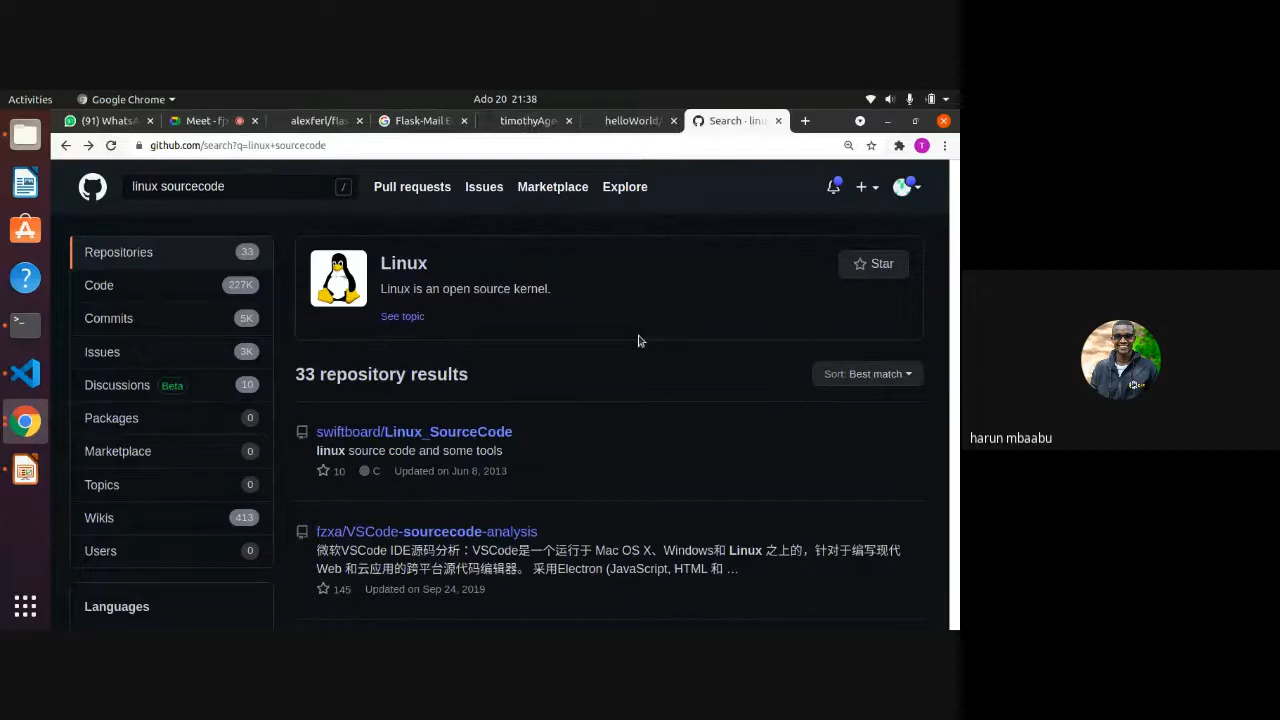 Activities
Google Chrome
Ado 20 21:38
(91) WhatsA
Meet - fj
alexferl/flas
Flask-Mail E
timothyAge
helloWorld/
Search · linu
github.com/search?q=linux+sourcecode
T
linux sourcecode
/
Pull requests
Issues
Marketplace
Explore
Repositories 33
Code 227K
Commits 5K
Issues 3K
Discussions Beta 10
Packages 0
Marketplace 0
Topics 0
Wikis 413
Users 0
Languages
Linux
Star
Linux is an open source kernel.
See topic
33 repository results
Sort: Best match
swiftboard/Linux_SourceCode
linux source code and some tools
10 C Updated on Jun 8, 2013
fzxa/VSCode-sourcecode-analysis
微软VSCode IDE源码分析：VSCode是一个运行于 Mac OS X、Windows和 Linux 之上的，针对于编写现代
Web 和云应用的跨平台源代码编辑器。 采用Electron (JavaScript, HTML 和 …
145 Updated on Sep 24, 2019
harun mbaabu